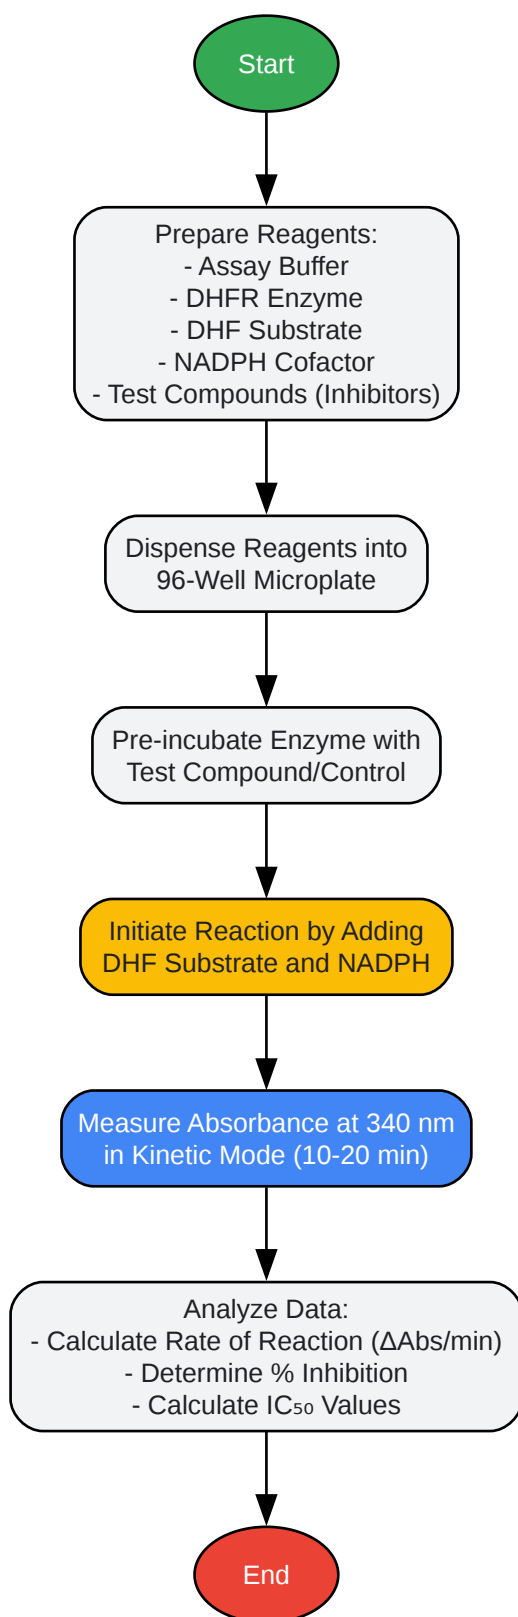 Start
Prepare Reagents:
- Assay Buffer
- DHFR Enzyme
- DHF Substrate
- NADPH Cofactor
- Test Compounds (Inhibitors)
Dispense Reagents into
96-Well Microplate
Pre-incubate Enzyme with
Test Compound/Control
Initiate Reaction by Adding
DHF Substrate and NADPH
Measure Absorbance at 340 nm
in Kinetic Mode (10-20 min)
Analyze Data:
- Calculate Rate of Reaction (ΔAbs/min)
- Determine % Inhibition
- Calculate IC₅₀ Values
End